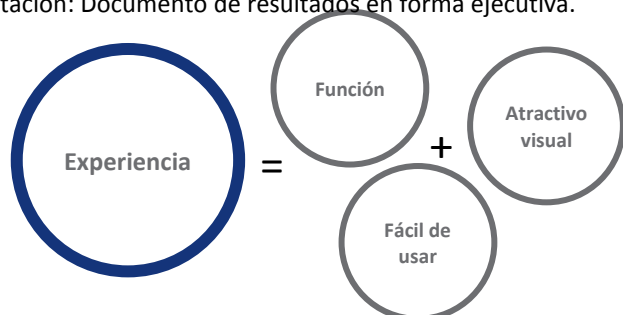 tación: Documento de resultados en forma ejecutiva.
Función
Atractivo
visual
+
Experiencia
=
Fácil de
usar